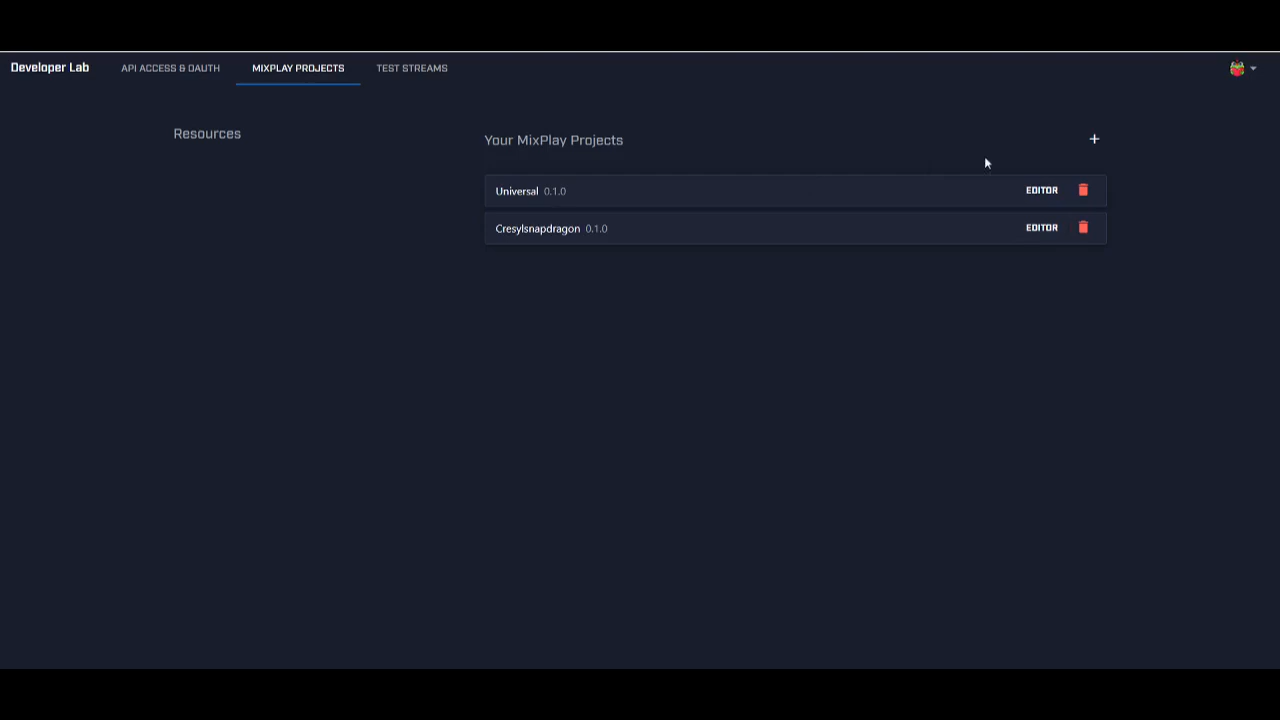 Developer Lab API ACCESS & OAUTH MIXPLAY PROJECTS TEST STREAMS
Resources
Your MixPlay Projects +
Universal 0.1.0 EDITOR
Cresylsnapdragon 0.1.0 EDITOR